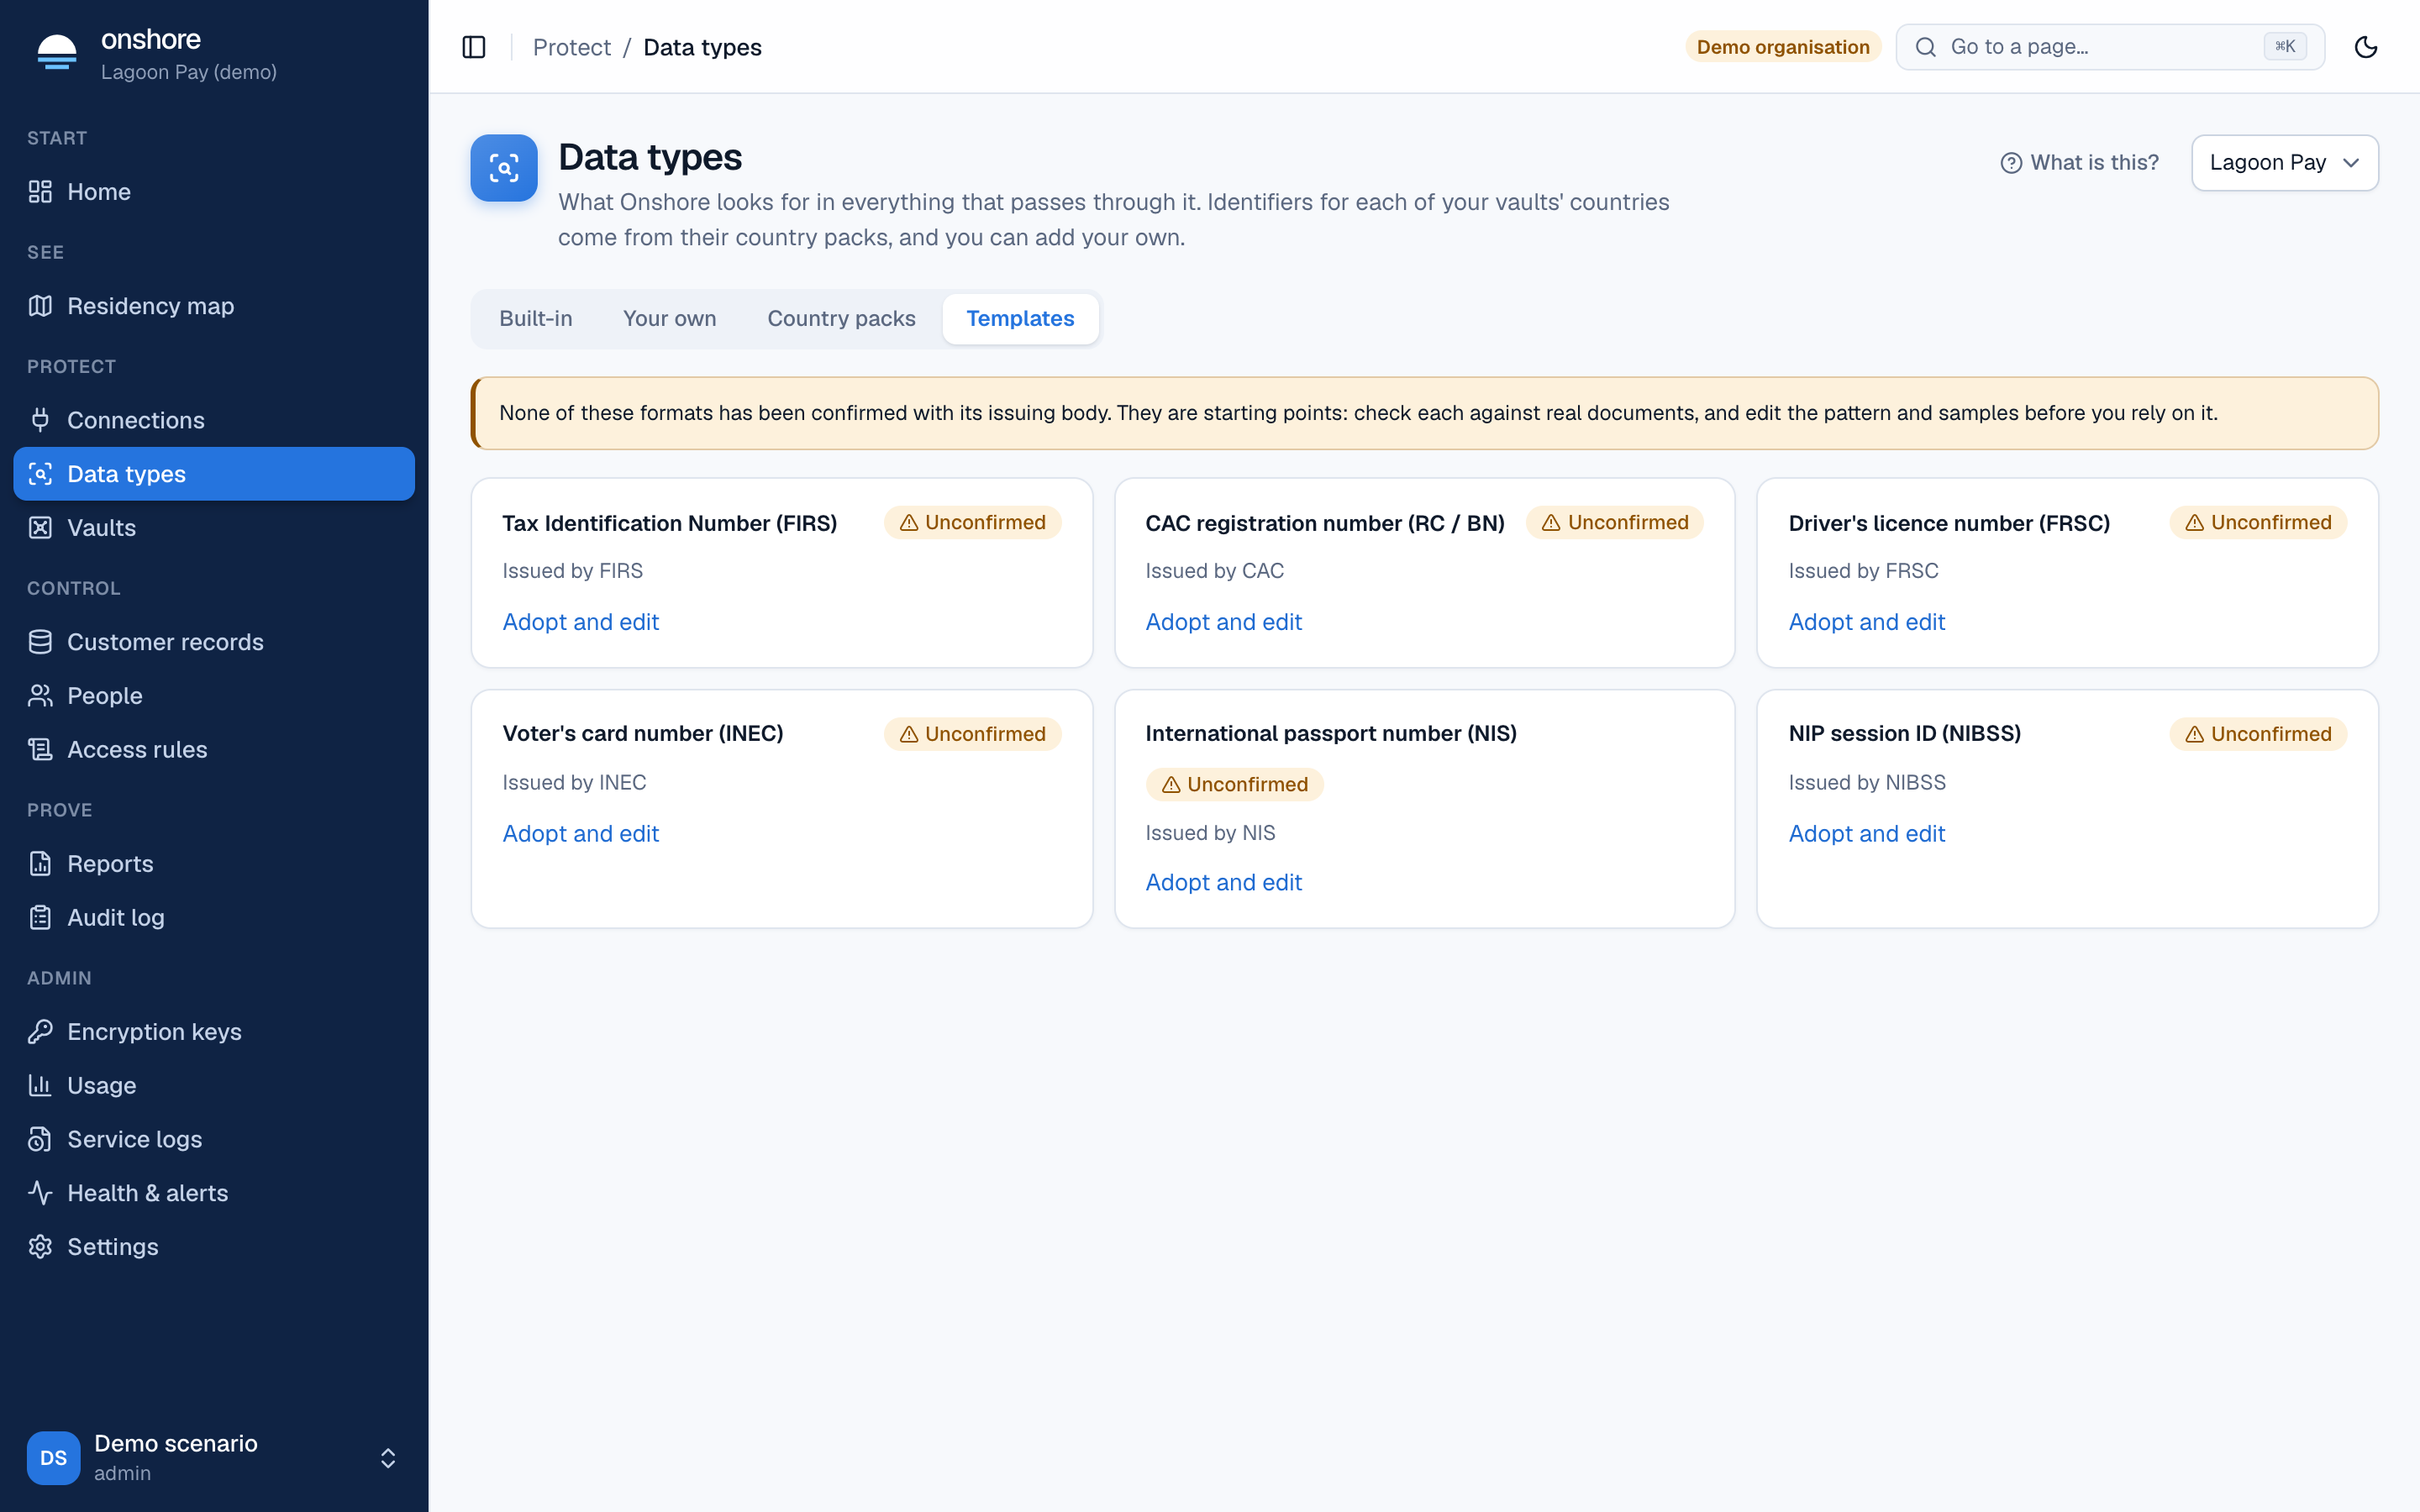 onshore
Lagoon Pay (demo)
START
Home
SEE
Residency map
PROTECT
Connections
Data types
Vaults
CONTROL
Customer records
People
Access rules
PROVE
Reports
Audit log
ADMIN
Encryption keys
Usage
Service logs
Health & alerts
Settings
DS
Demo scenario
admin
Protect / Data types
Demo organisation
Go to a page...
⌘K
Data types
What Onshore looks for in everything that passes through it. Identifiers for each of your vaults' countries
come from their country packs, and you can add your own.
What is this?
Lagoon Pay
Built-in
Your own
Country packs
Templates
None of these formats has been confirmed with its issuing body. They are starting points: check each against real documents, and edit the pattern and samples before you rely on it.
Tax Identification Number (FIRS)
Unconfirmed
Issued by FIRS
Adopt and edit
CAC registration number (RC / BN)
Unconfirmed
Issued by CAC
Adopt and edit
Driver's licence number (FRSC)
Unconfirmed
Issued by FRSC
Adopt and edit
Voter's card number (INEC)
Unconfirmed
Issued by INEC
Adopt and edit
International passport number (NIS)
Unconfirmed
Issued by NIS
Adopt and edit
NIP session ID (NIBSS)
Unconfirmed
Issued by NIBSS
Adopt and edit